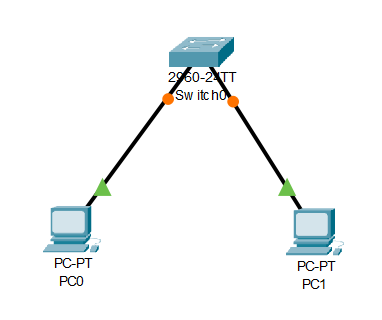 2960-24TT
Switch0
PC-PT
PC0
PC-PT
PC1